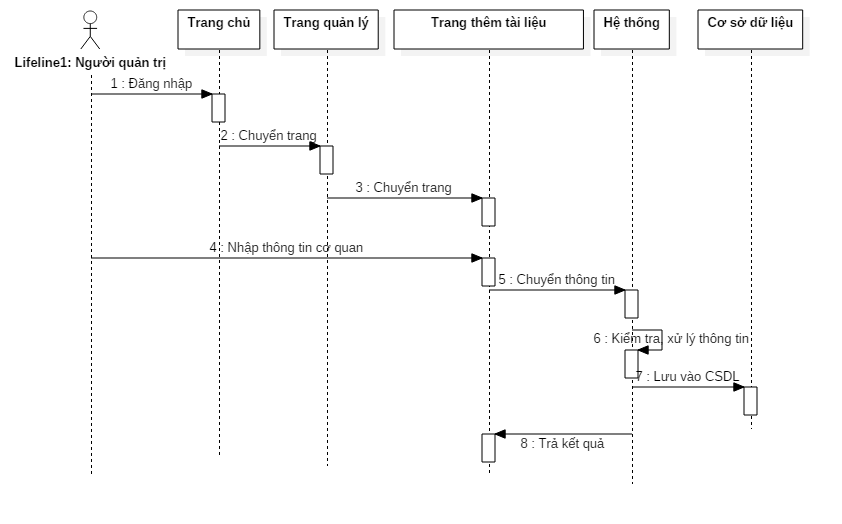 Trang chủ
Trang quản lý
Trang thêm tài liệu
Hệ thống
Cơ sở dữ liệu
Lifeline1: Người quản trị
1 : Đăng nhập
2 : Chuyển trang
3 : Chuyển trang
4 : Nhập thông tin cơ quan
5 : Chuyển thông tin
6 : Kiểm tra, xử lý thông tin
7 : Lưu vào CSDL
8 : Trả kết quả